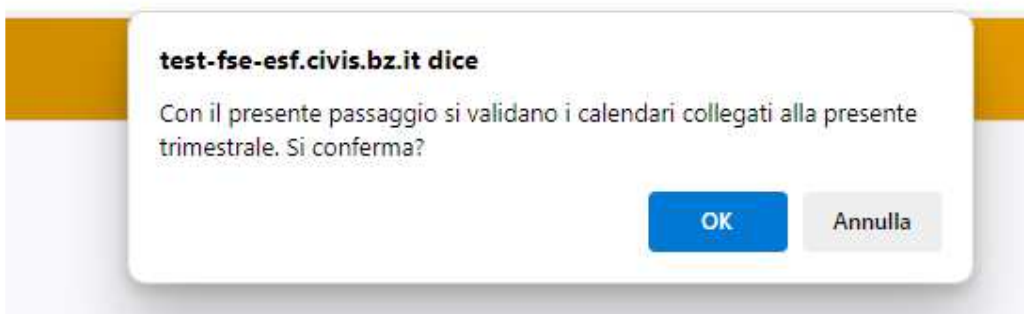 test-fse-esf.civis.bz.it dice
Con il presente passaggio si validano i calendari collegati alla presente
trimestrale. Si conferma?
OK
Annulla